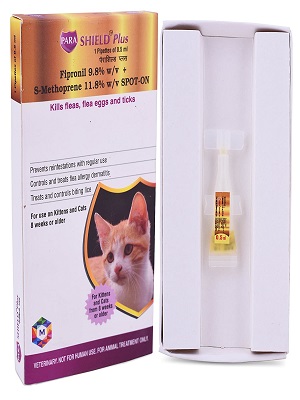 PARA SHIELD Plus
1 Pipettes of 0.5 ml
पैराशिल्ड प्लस
Fipronil 9.8% w/v +
S-Methoprene 11.8% w/v SPOT-ON
Kills fleas, flea eggs and ticks
Prevents reinfestations with regular use
Controls and treats flea allergy dermatitis
Treats and controls biting lice
For use on Kittens and Cats
8 weeks or older
For Kittens
and Cats
from 8 weeks
or older
M
VETERINARY. NOT FOR HUMAN USE. FOR ANIMAL TREATMENT ONLY
0.5 ml